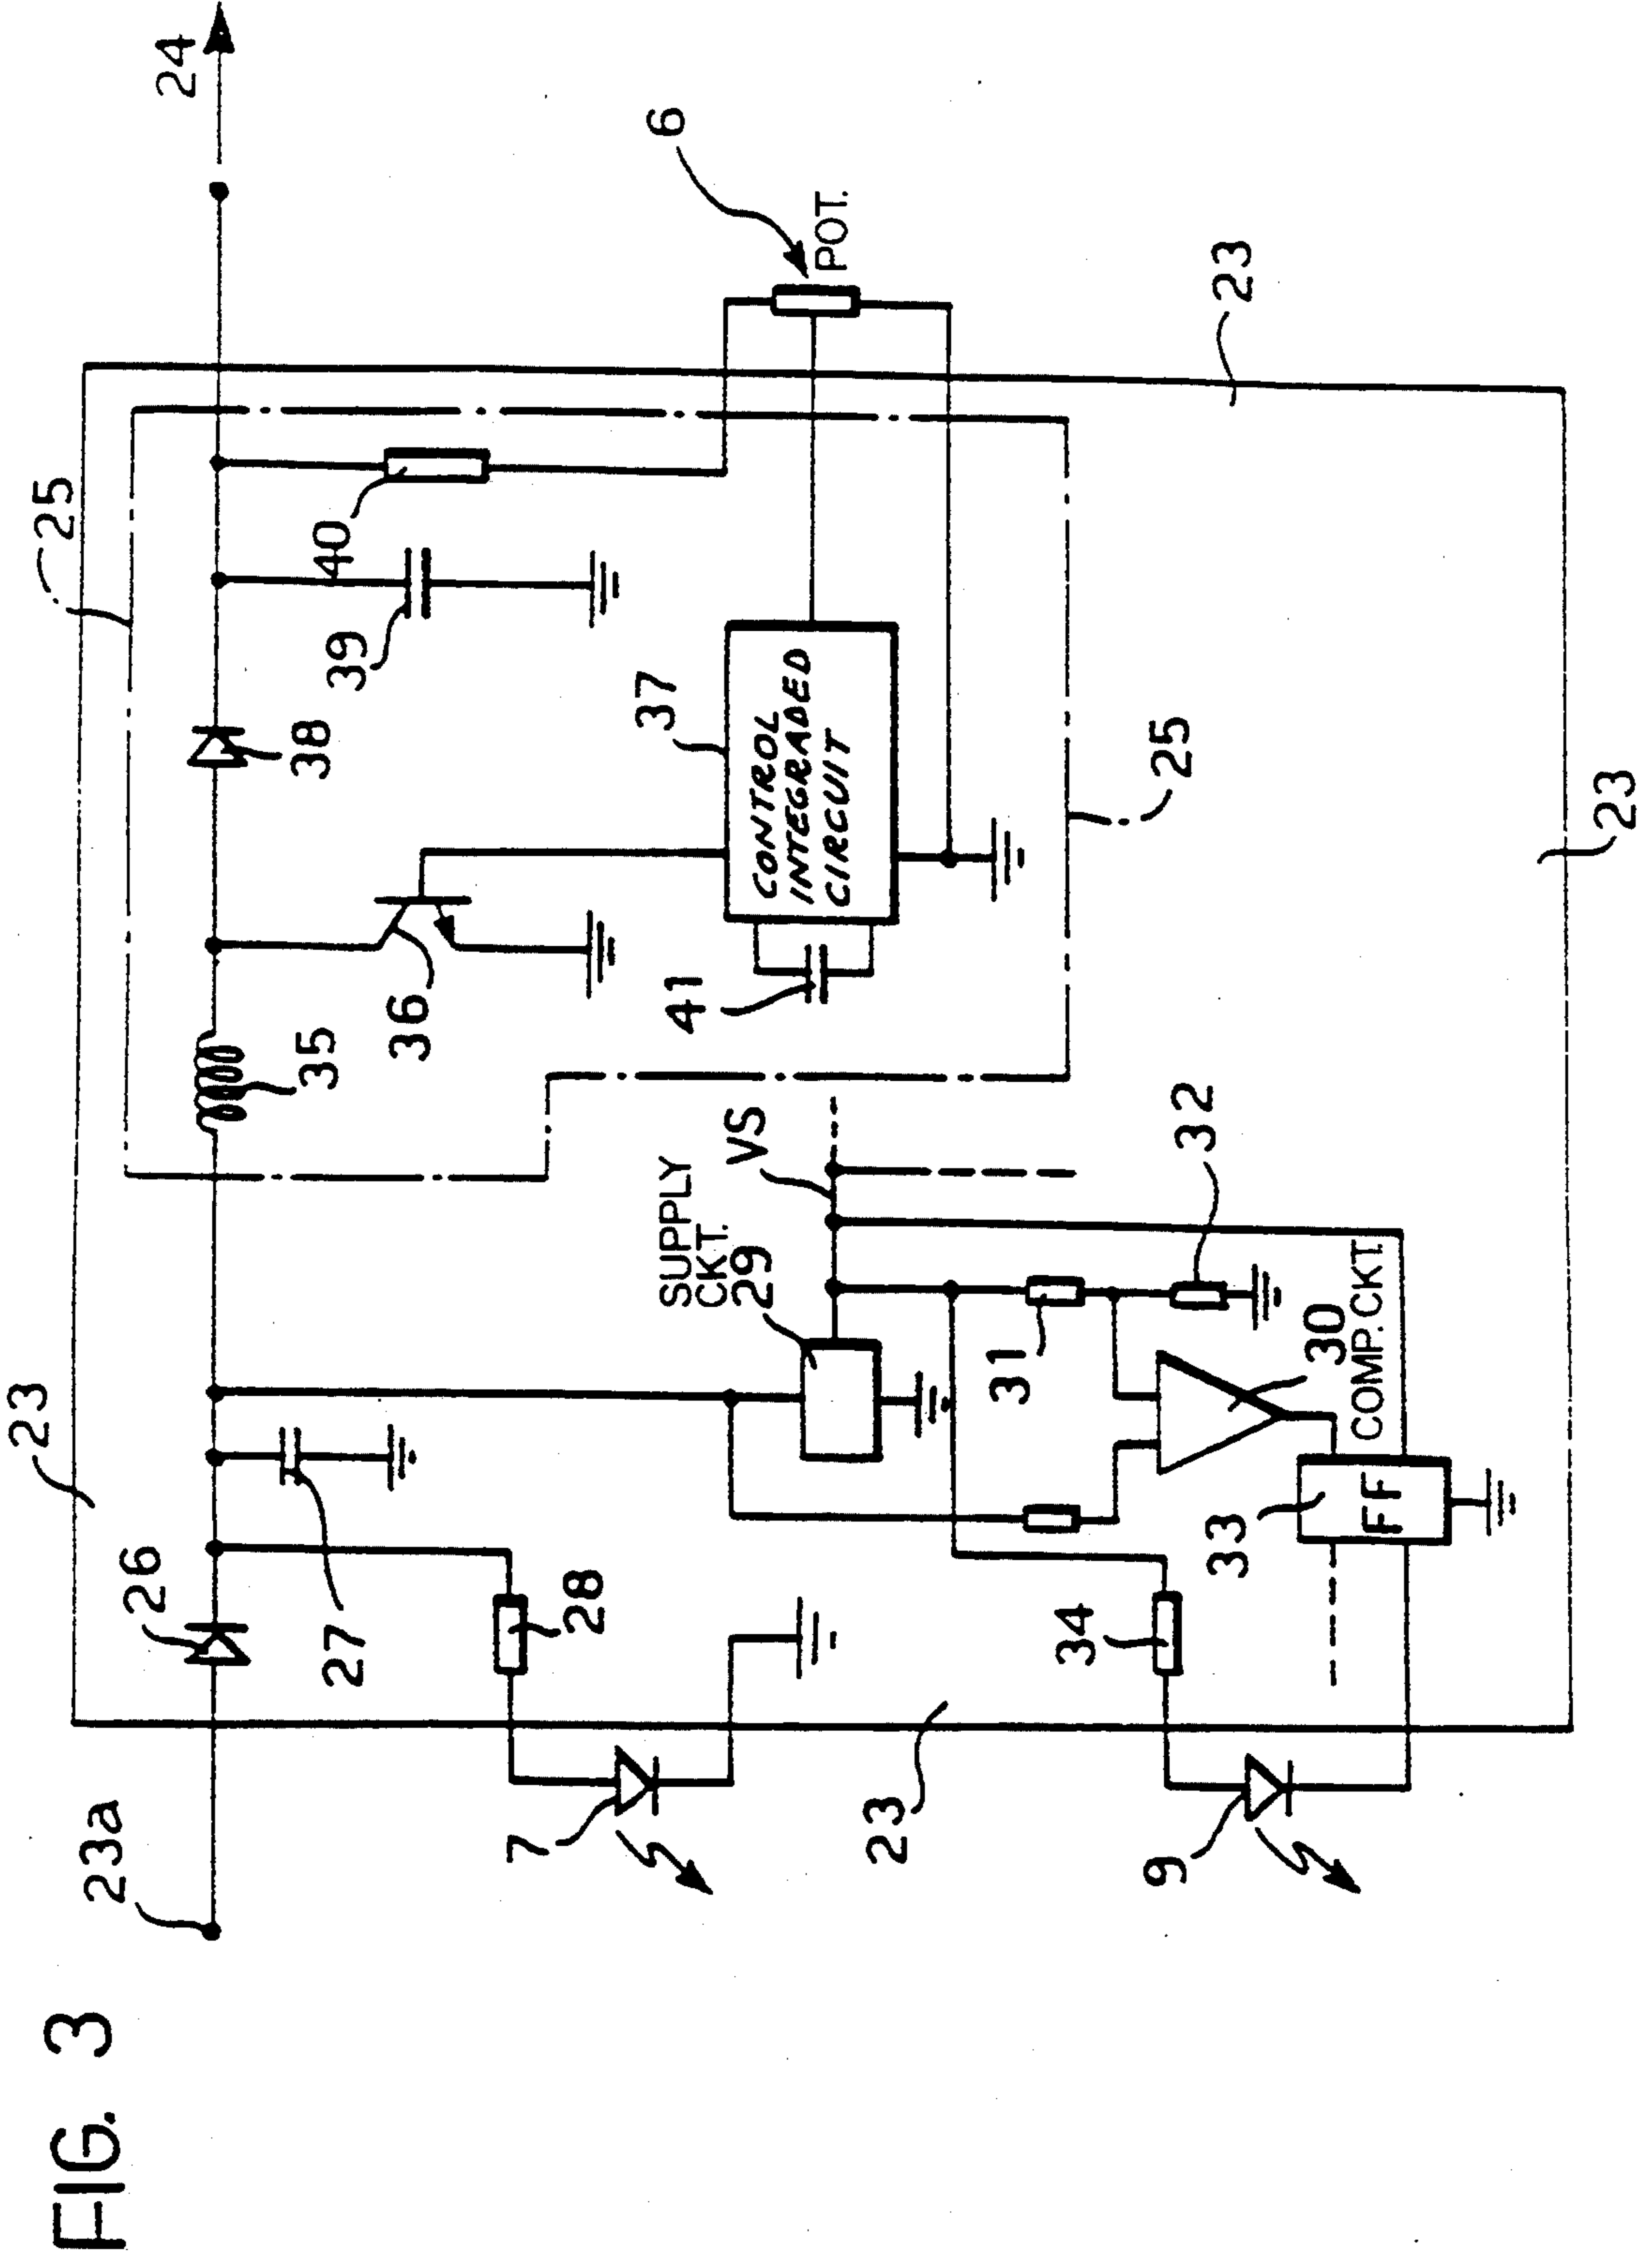 FIG. 3
23a
26
23
27
28
7
SUPPLY
CKT.
29
VS
35
36
38
25
39
40
24
6
POT.
37
CONTROL
INTEGRADED
CIRCUIT
41
25
23
31
32
30
COMP. CKT.
33
FF
34
9
23
23